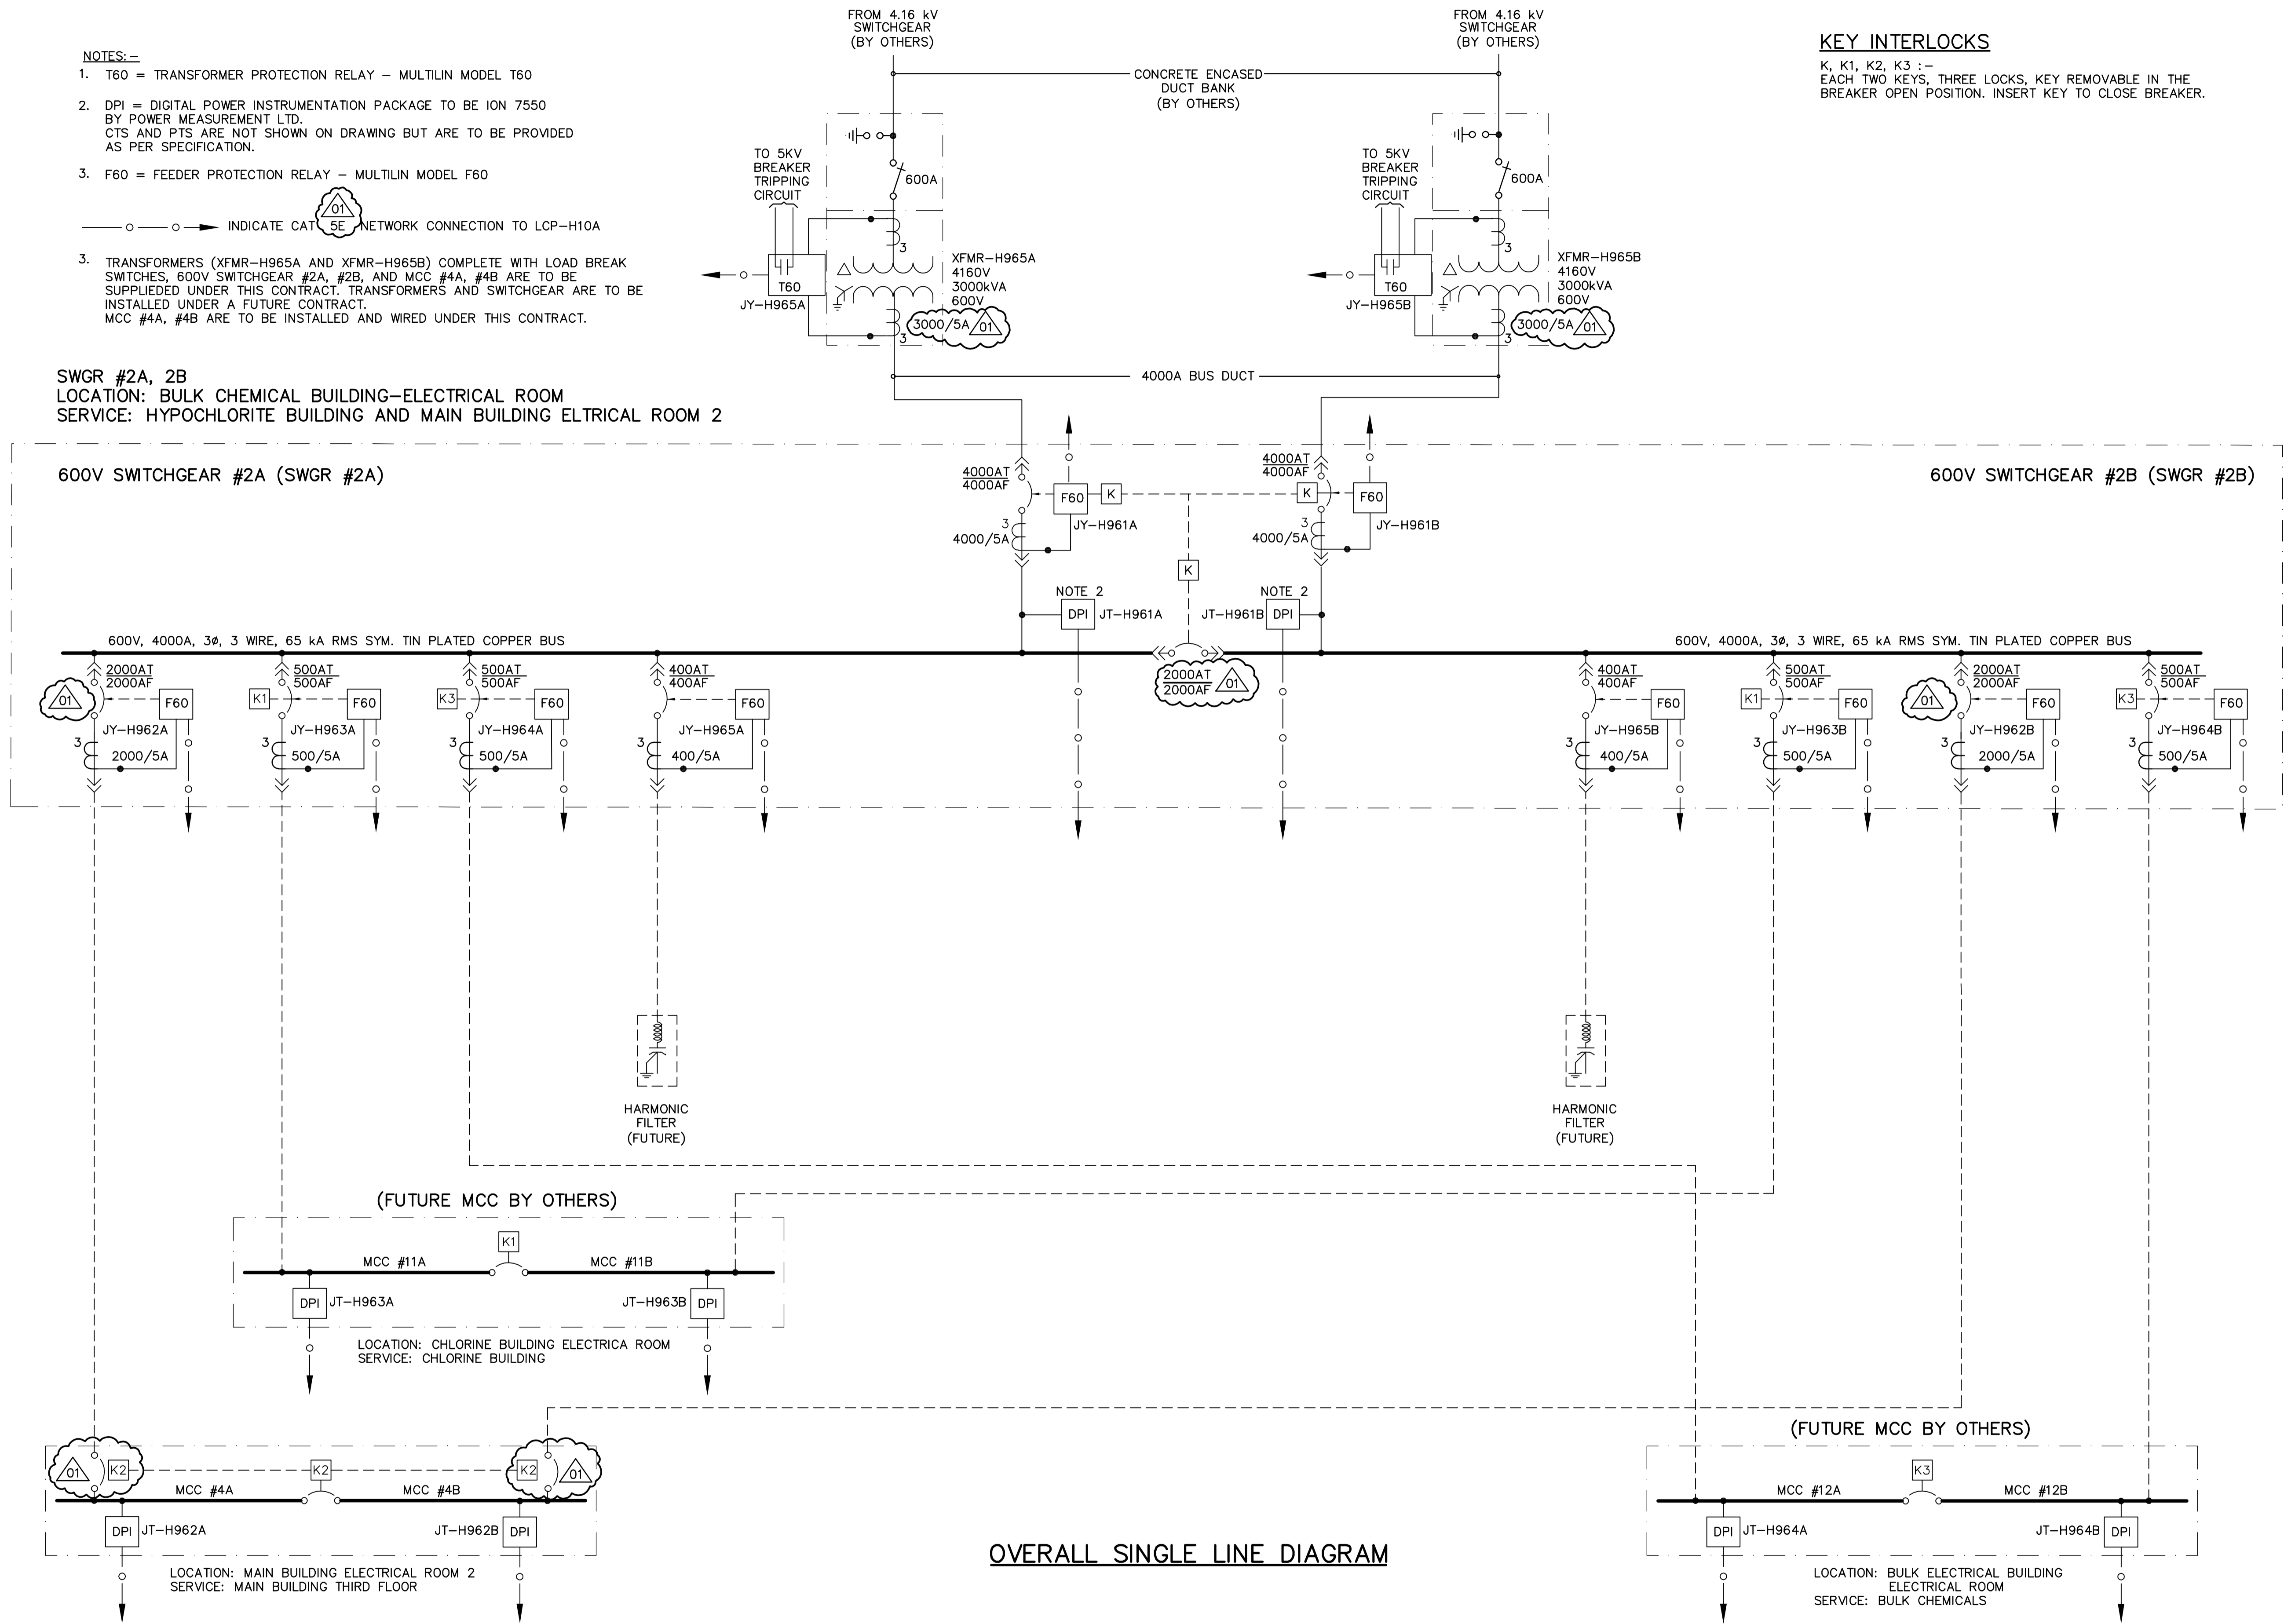 NOTES:-
1. T60 = TRANSFORMER PROTECTION RELAY - MULTILIN MODEL T60
2. DPI = DIGITAL POWER INSTRUMENTATION PACKAGE TO BE ION 7550
BY POWER MEASUREMENT LTD.
CTS AND PTS ARE NOT SHOWN ON DRAWING BUT ARE TO BE PROVIDED
AS PER SPECIFICATION.
3. F60 = FEEDER PROTECTION RELAY - MULTILIN MODEL F60
01
INDICATE CAT 5E NETWORK CONNECTION TO LCP-H10A
3. TRANSFORMERS (XFMR-H965A AND XFMR-H965B) COMPLETE WITH LOAD BREAK
SWITCHES, 600V SWITCHGEAR #2A, #2B, AND MCC #4A, #4B ARE TO BE
SUPPLIEDED UNDER THIS CONTRACT. TRANSFORMERS AND SWITCHGEAR ARE TO BE
INSTALLED UNDER A FUTURE CONTRACT.
MCC #4A, #4B ARE TO BE INSTALLED AND WIRED UNDER THIS CONTRACT.
SWGR #2A, 2B
LOCATION: BULK CHEMICAL BUILDING-ELECTRICAL ROOM
SERVICE: HYPOCHLORITE BUILDING AND MAIN BUILDING ELTRICAL ROOM 2
FROM 4.16 kV
SWITCHGEAR
(BY OTHERS)
CONCRETE ENCASED
DUCT BANK
(BY OTHERS)
FROM 4.16 kV
SWITCHGEAR
(BY OTHERS)
KEY INTERLOCKS
K, K1, K2, K3 :-
EACH TWO KEYS, THREE LOCKS, KEY REMOVABLE IN THE
BREAKER OPEN POSITION. INSERT KEY TO CLOSE BREAKER.
TO 5KV
BREAKER
TRIPPING
CIRCUIT
600A
3
T60
JY-H965A
XFMR-H965A
4160V
3000kVA
600V
3000/5A 01
3
TO 5KV
BREAKER
TRIPPING
CIRCUIT
600A
3
T60
JY-H965B
XFMR-H965B
4160V
3000kVA
600V
3000/5A 01
3
4000A BUS DUCT
600V SWITCHGEAR #2A (SWGR #2A)
600V SWITCHGEAR #2B (SWGR #2B)
4000AT
4000AF
F60
K
JY-H961A
3
4000/5A
4000AT
4000AF
K
F60
JY-H961B
3
4000/5A
K
NOTE 2
DPI
JT-H961A
NOTE 2
JT-H961B
DPI
600V, 4000A, 3ø, 3 WIRE, 65 kA RMS SYM. TIN PLATED COPPER BUS
600V, 4000A, 3ø, 3 WIRE, 65 kA RMS SYM. TIN PLATED COPPER BUS
2000AT
2000AF
01
2000AT
2000AF
01
F60
JY-H962A
3
2000/5A
500AT
500AF
K1
F60
JY-H963A
3
500/5A
500AT
500AF
K3
F60
JY-H964A
3
500/5A
400AT
400AF
F60
JY-H965A
3
400/5A
400AT
400AF
F60
JY-H965B
3
400/5A
500AT
500AF
K1
F60
JY-H963B
3
500/5A
2000AT
2000AF
01
F60
JY-H962B
3
2000/5A
500AT
500AF
K3
F60
JY-H964B
3
500/5A
HARMONIC
FILTER
(FUTURE)
HARMONIC
FILTER
(FUTURE)
(FUTURE MCC BY OTHERS)
K1
MCC #11A
MCC #11B
DPI
JT-H963A
JT-H963B
DPI
LOCATION: CHLORINE BUILDING ELECTRICA ROOM
SERVICE: CHLORINE BUILDING
01
K2
K2
K2
01
MCC #4A
MCC #4B
DPI
JT-H962A
JT-H962B
DPI
LOCATION: MAIN BUILDING ELECTRICAL ROOM 2
SERVICE: MAIN BUILDING THIRD FLOOR
OVERALL SINGLE LINE DIAGRAM
(FUTURE MCC BY OTHERS)
K3
MCC #12A
MCC #12B
DPI
JT-H964A
JT-H964B
DPI
LOCATION: BULK ELECTRICAL BUILDING
ELECTRICAL ROOM
SERVICE: BULK CHEMICALS